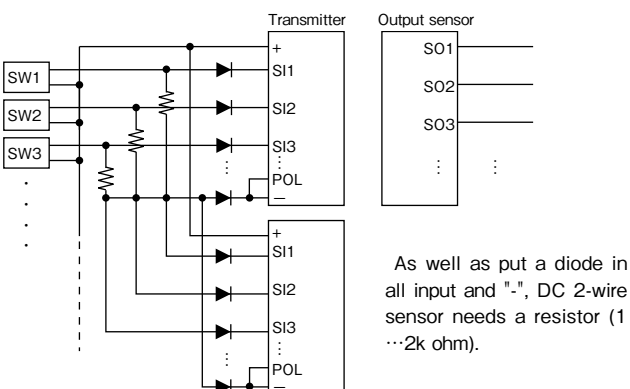 Transmitter
Output sensor
+
SI1
SI2
SI3
⋮
POL
—
SO1
SO2
SO3
⋮
⋮
SW1
SW2
SW3
⋮
+
SI1
SI2
SI3
⋮
POL
—
As well as put a diode in
all input and "-", DC 2-wire
sensor needs a resistor (1
…2k ohm).